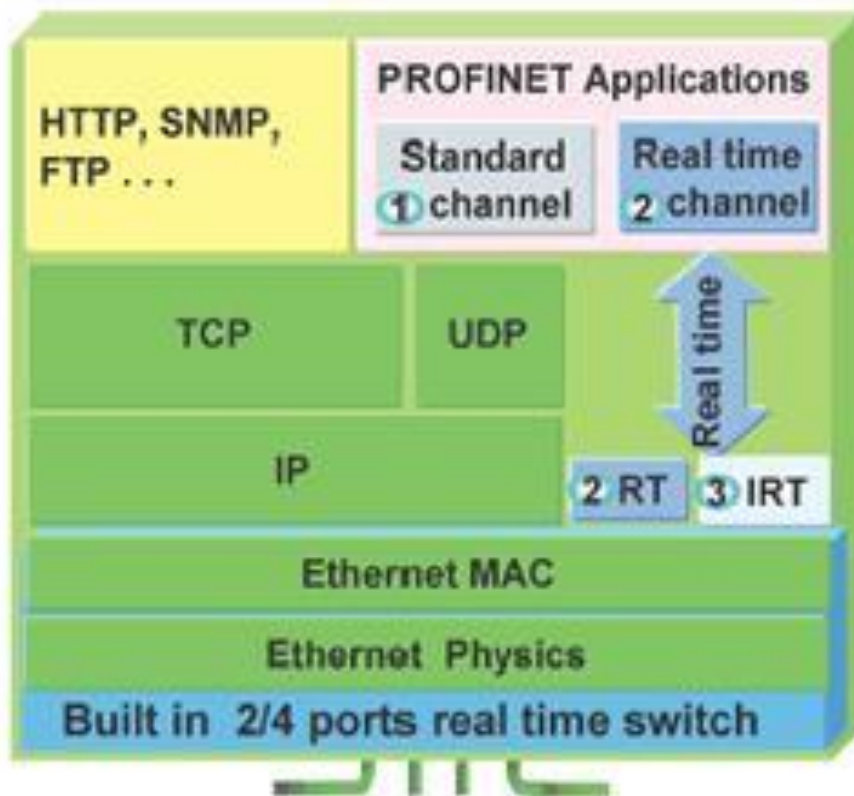 HTTP, SNMP,
FTP . . .
PROFINET Applications
Standard
1 channel
Real time
2 channel
TCP
UDP
Real time
IP
2 RT
3 IRT
Ethernet MAC
Ethernet Physics
Built in 2/4 ports real time switch